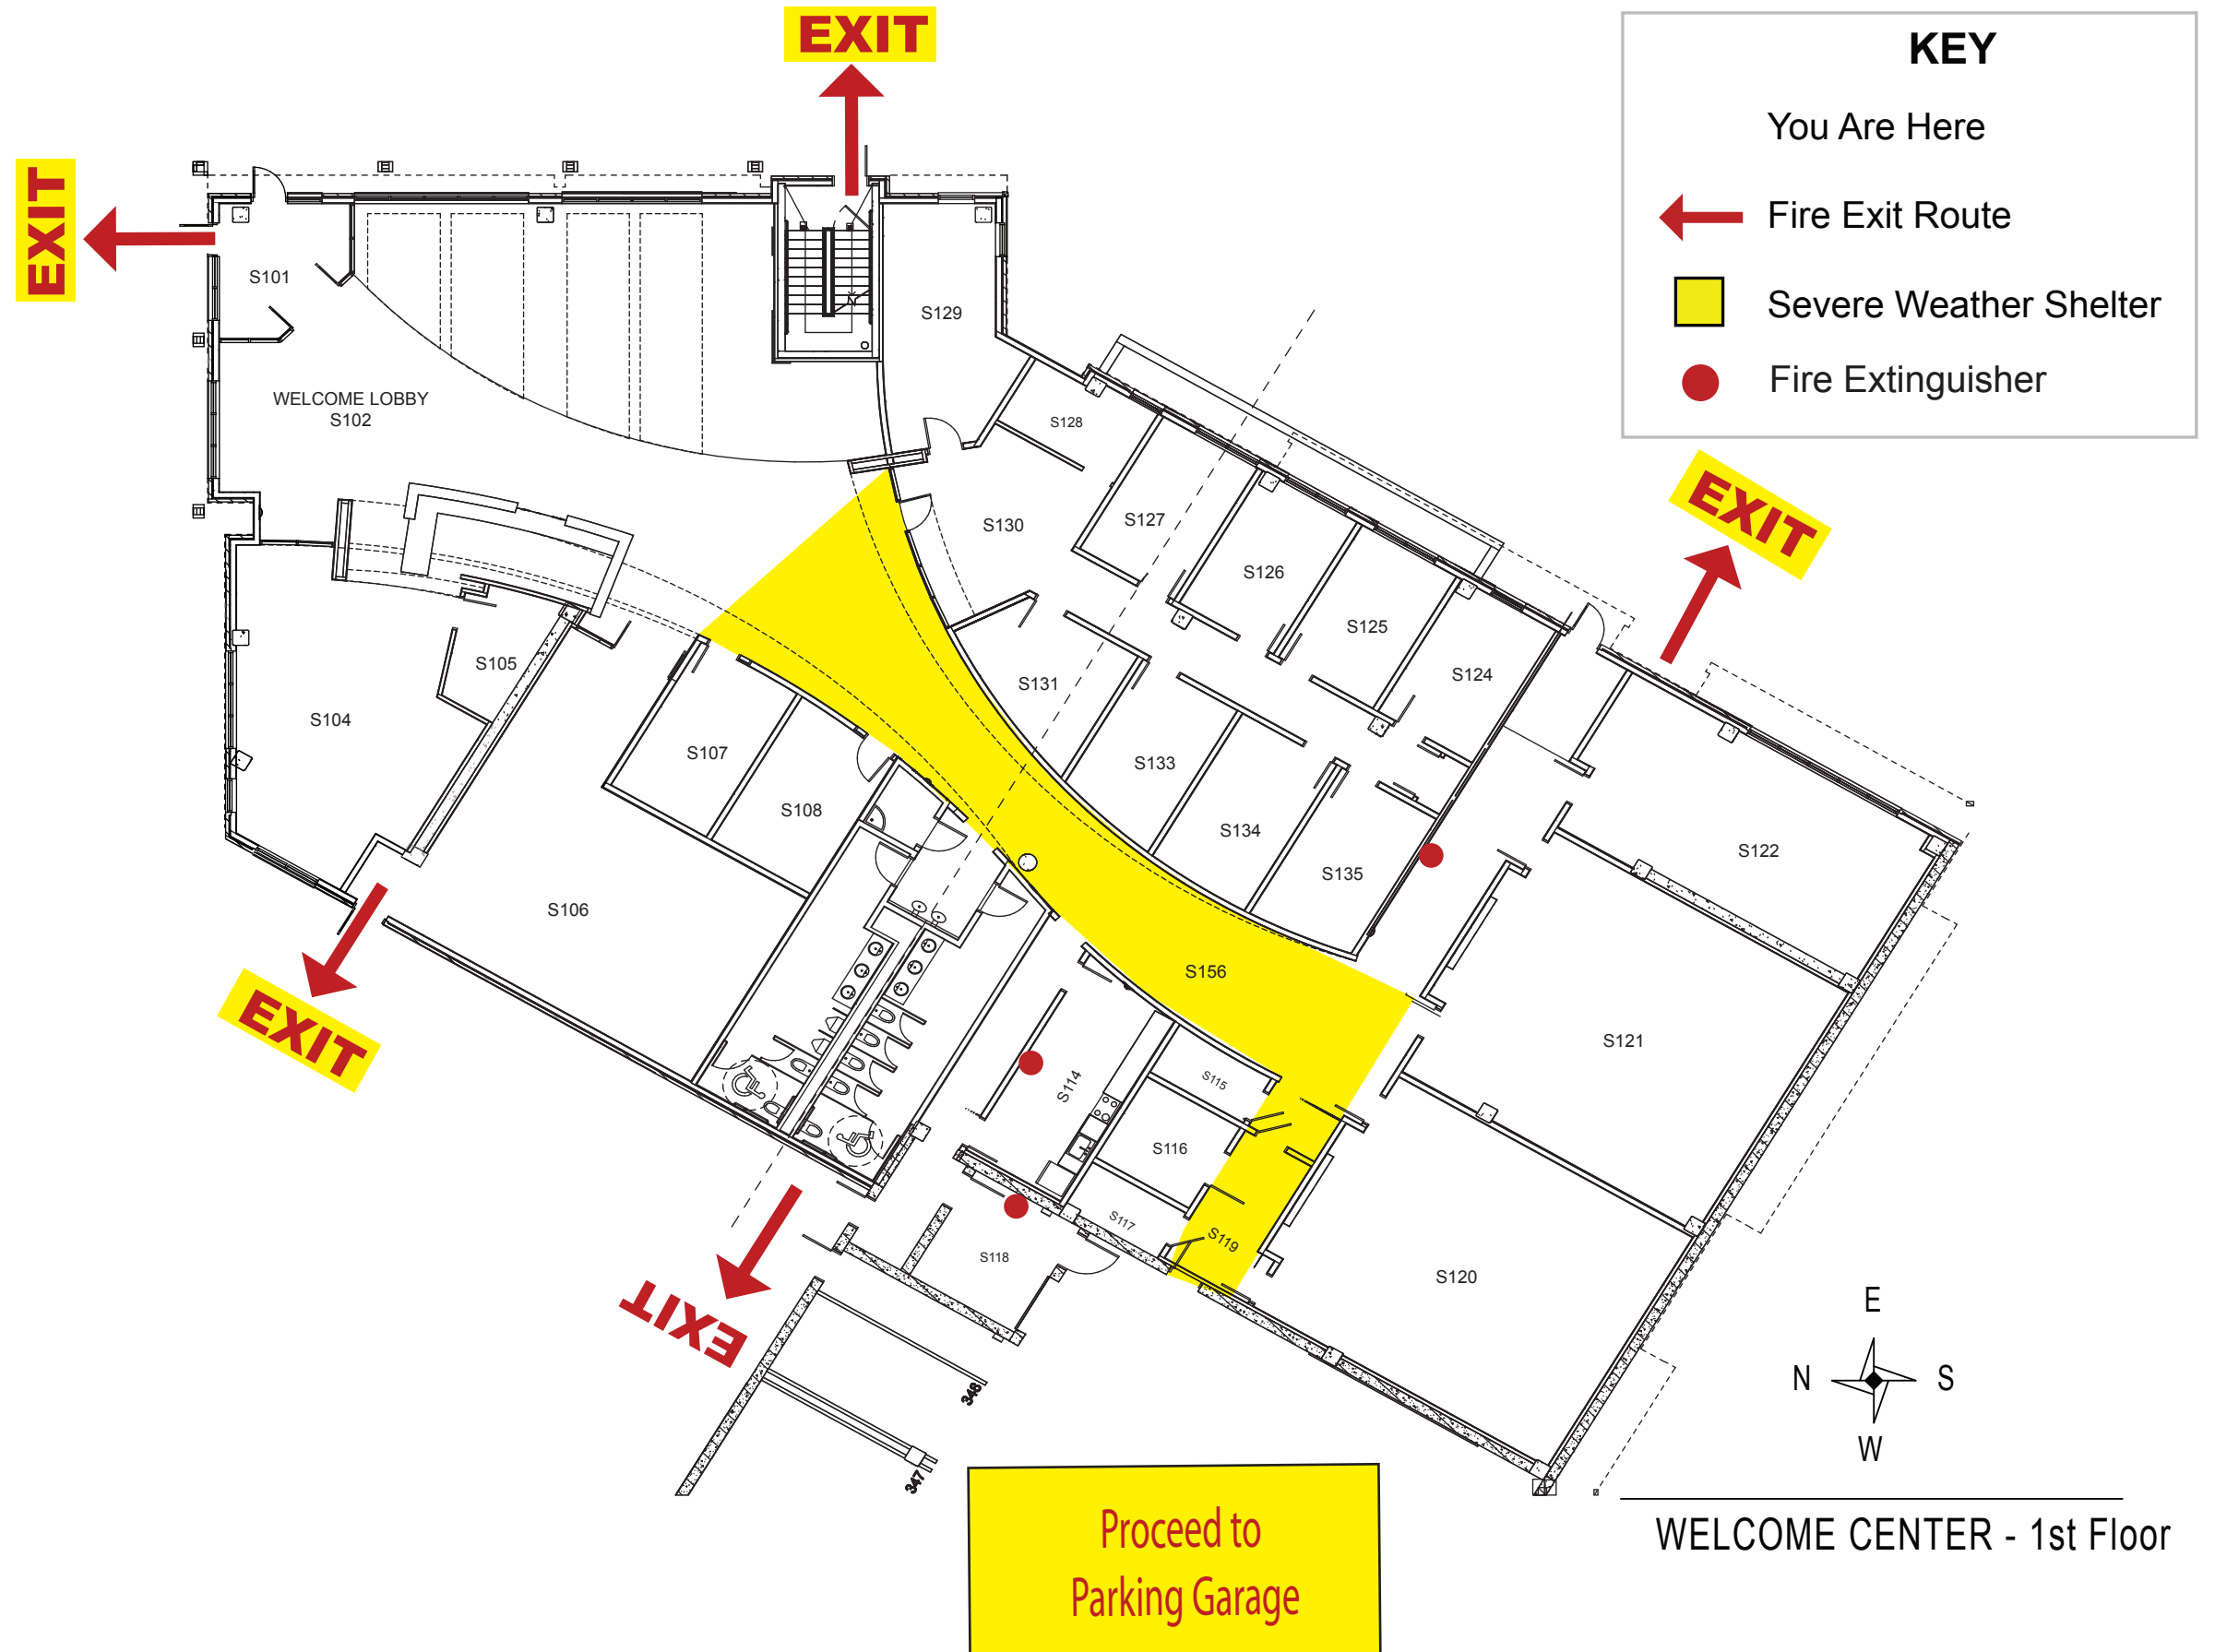 EXIT
KEY
You Are Here
EXIT
Fire Exit Route
S101
Severe Weather Shelter
S129
Fire Extinguisher
WELCOME LOBBY
S102
S128
EXIT
S130
S127
S126
S125
S105
S131
S124
S104
S107
S133
S108
S134
S122
S135
S106
S156
EXIT
S121
S114
S115
S116
S117
S119
S118
S120
EXIT
E
N
S
W
348
347
Proceed to
Parking Garage
WELCOME CENTER - 1st Floor